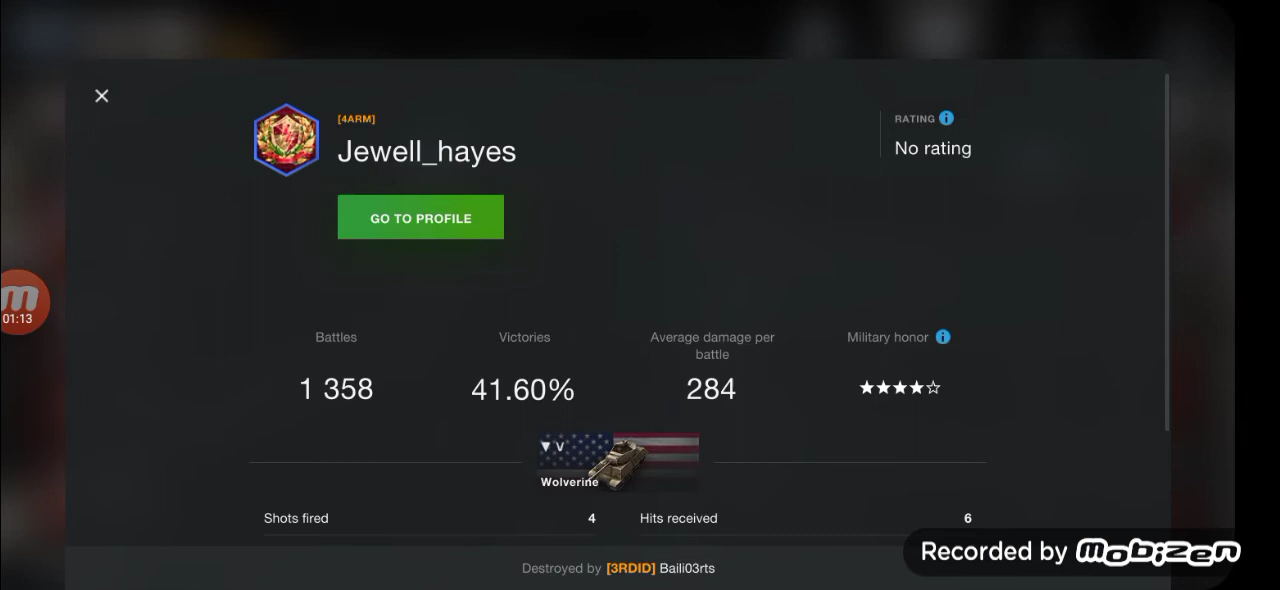 [4ARM]
Jewell_hayes
RATING i
No rating
GO TO PROFILE
01:13
Battles
Victories
Average damage per
battle
Military honor i
1 358
41.60%
284
V
Wolverine
Shots fired 4
Hits received 6
Destroyed by [3RDID] Baili03rts
Recorded by mobizen